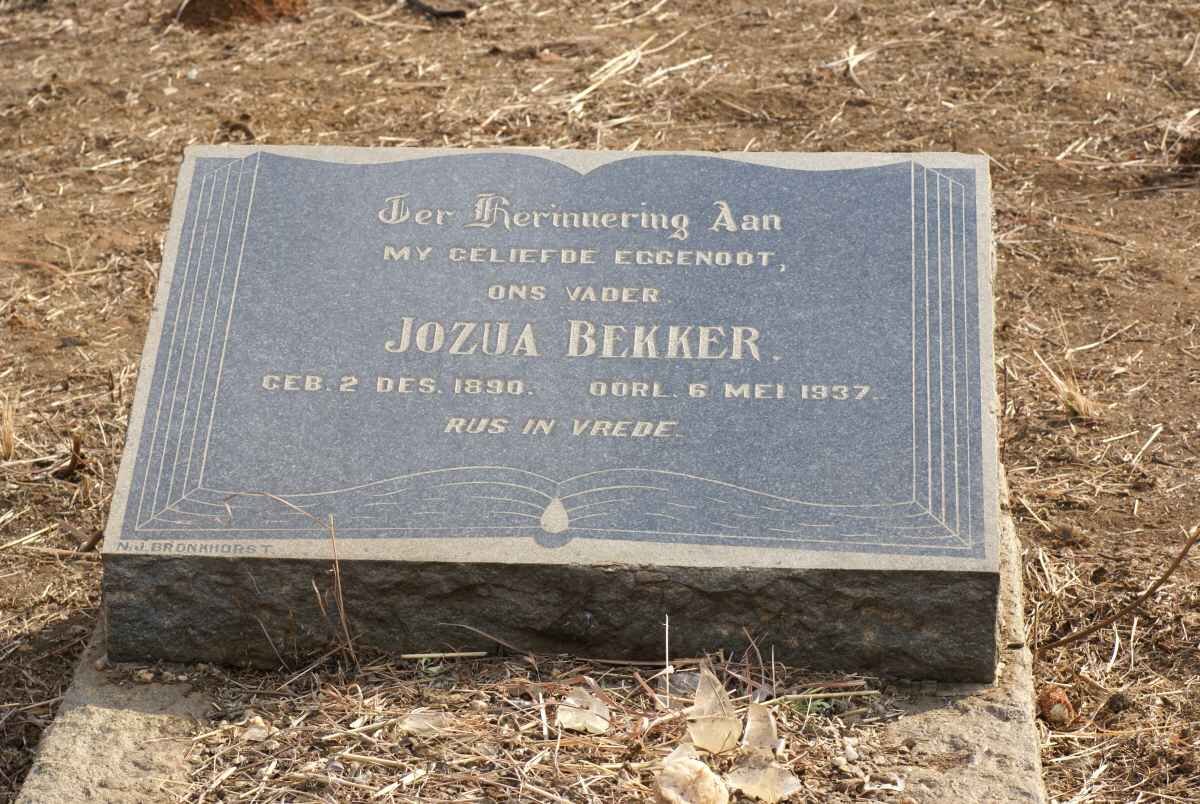 Ter Herinnering Aan
MY GELIEFDE EGGENOOT,
ONS VADER.
JOZUA BEKKER.
GEB. 2 DES. 1890. OORL. 6 MEI 1937.
RUS IN VREDE.
N.J. BRONKHORST.